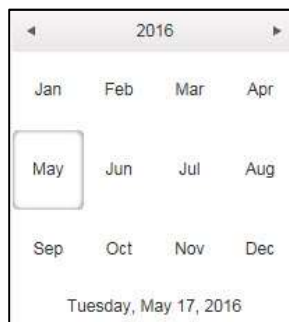 2016
Jan Feb Mar Apr
May Jun Jul Aug
Sep Oct Nov Dec
Tuesday, May 17, 2016